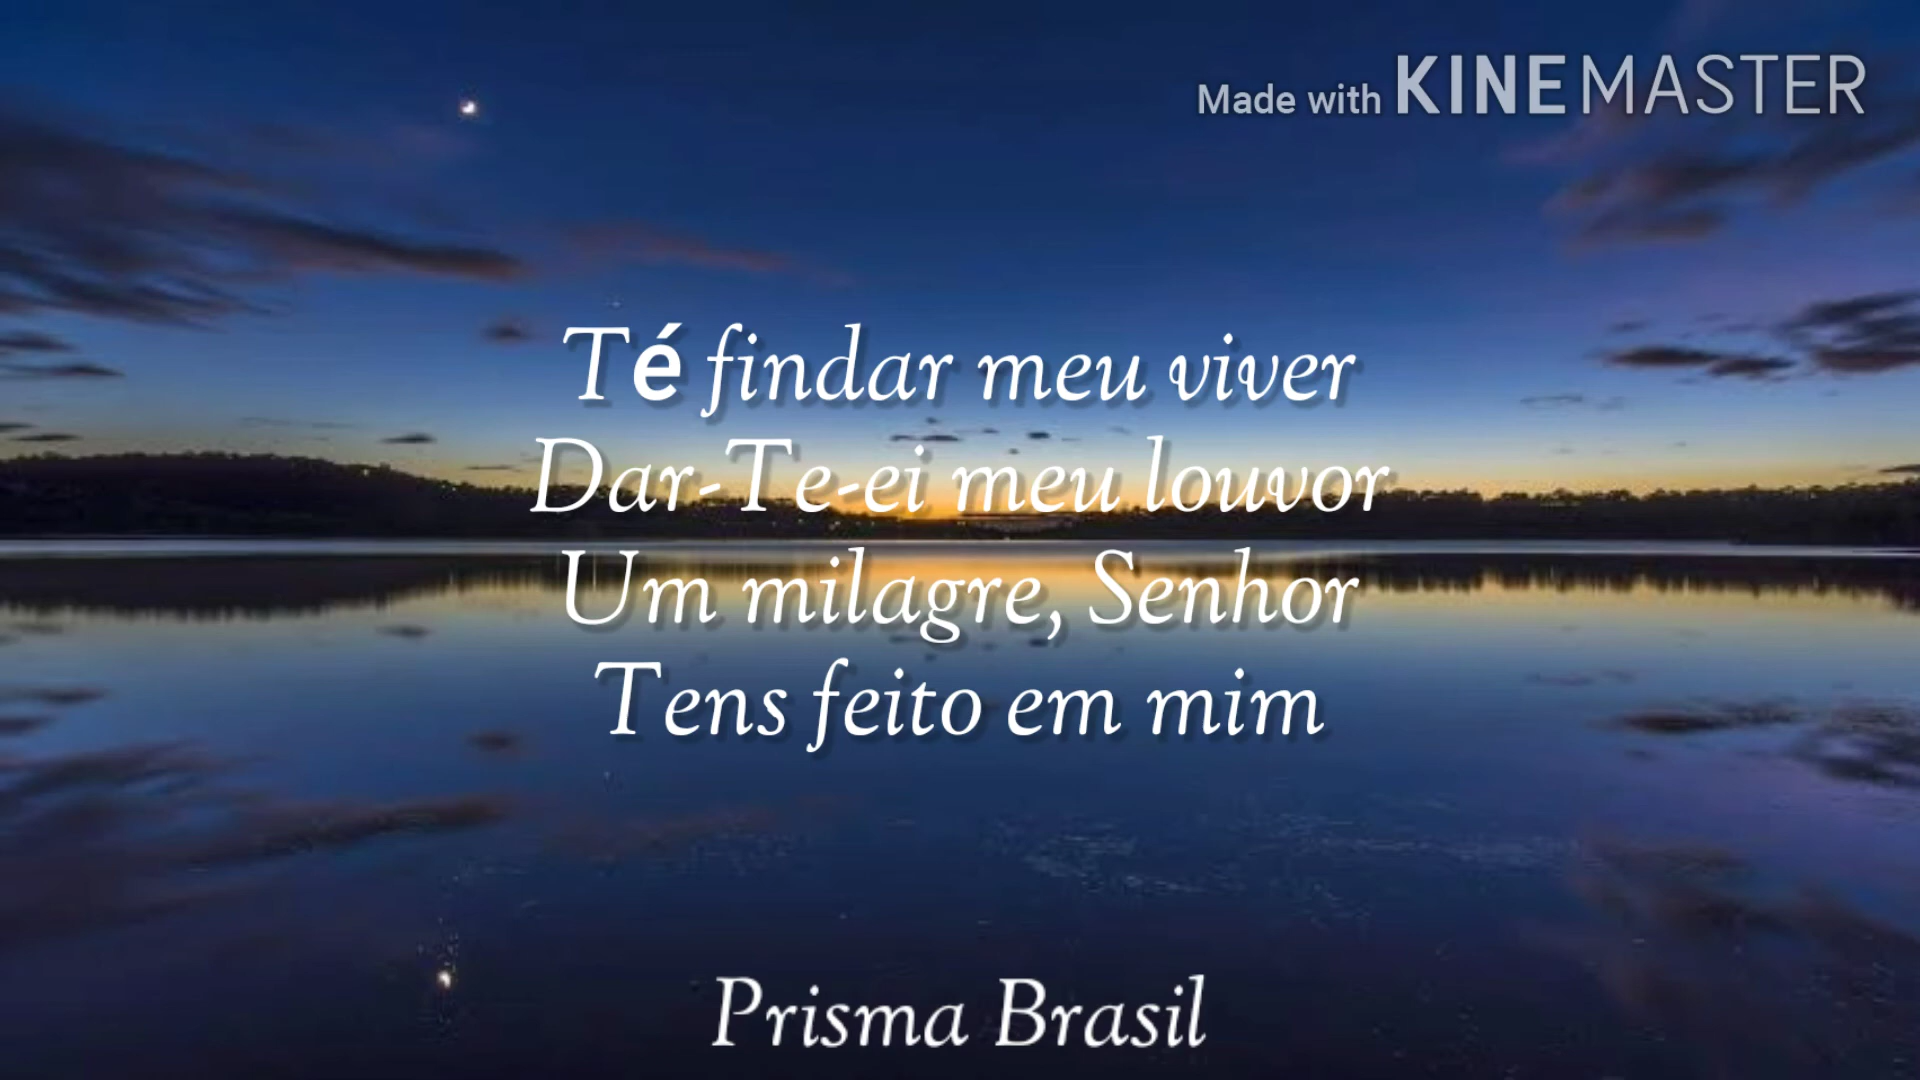 Made with KINEMASTER
Té findar meu viver
Dar-Te-ei meu louvor
Um milagre, Senhor
Tens feito em mim
Prisma Brasil